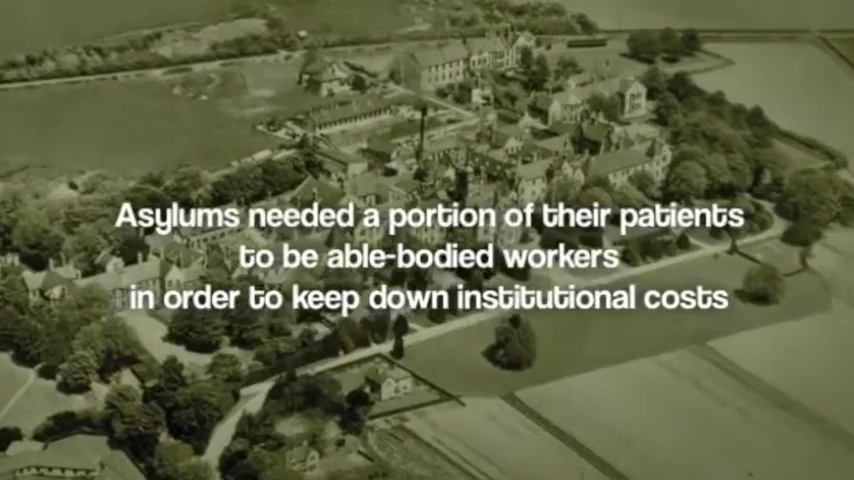 Asylums needed a portion of their patients
to be able-bodied workers
in order to keep down institutional costs